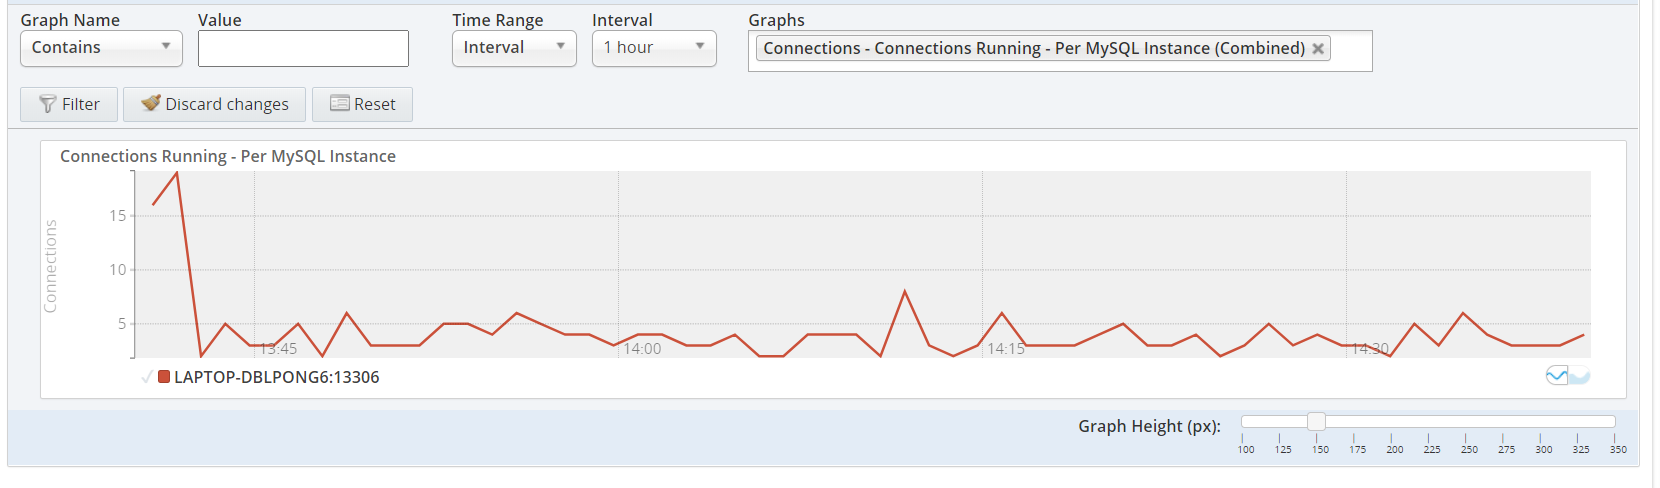 Graph Name Value Time Range Interval Graphs
Contains Interval 1 hour Connections - Connections Running - Per MySQL Instance (Combined)
Filter Discard changes Reset
Connections Running - Per MySQL Instance
Connections
15
10
5
13:45 14:00 14:15 14:30
LAPTOP-DBLPONG6:13306
Graph Height (px):
100 125 150 175 200 225 250 275 300 325 350